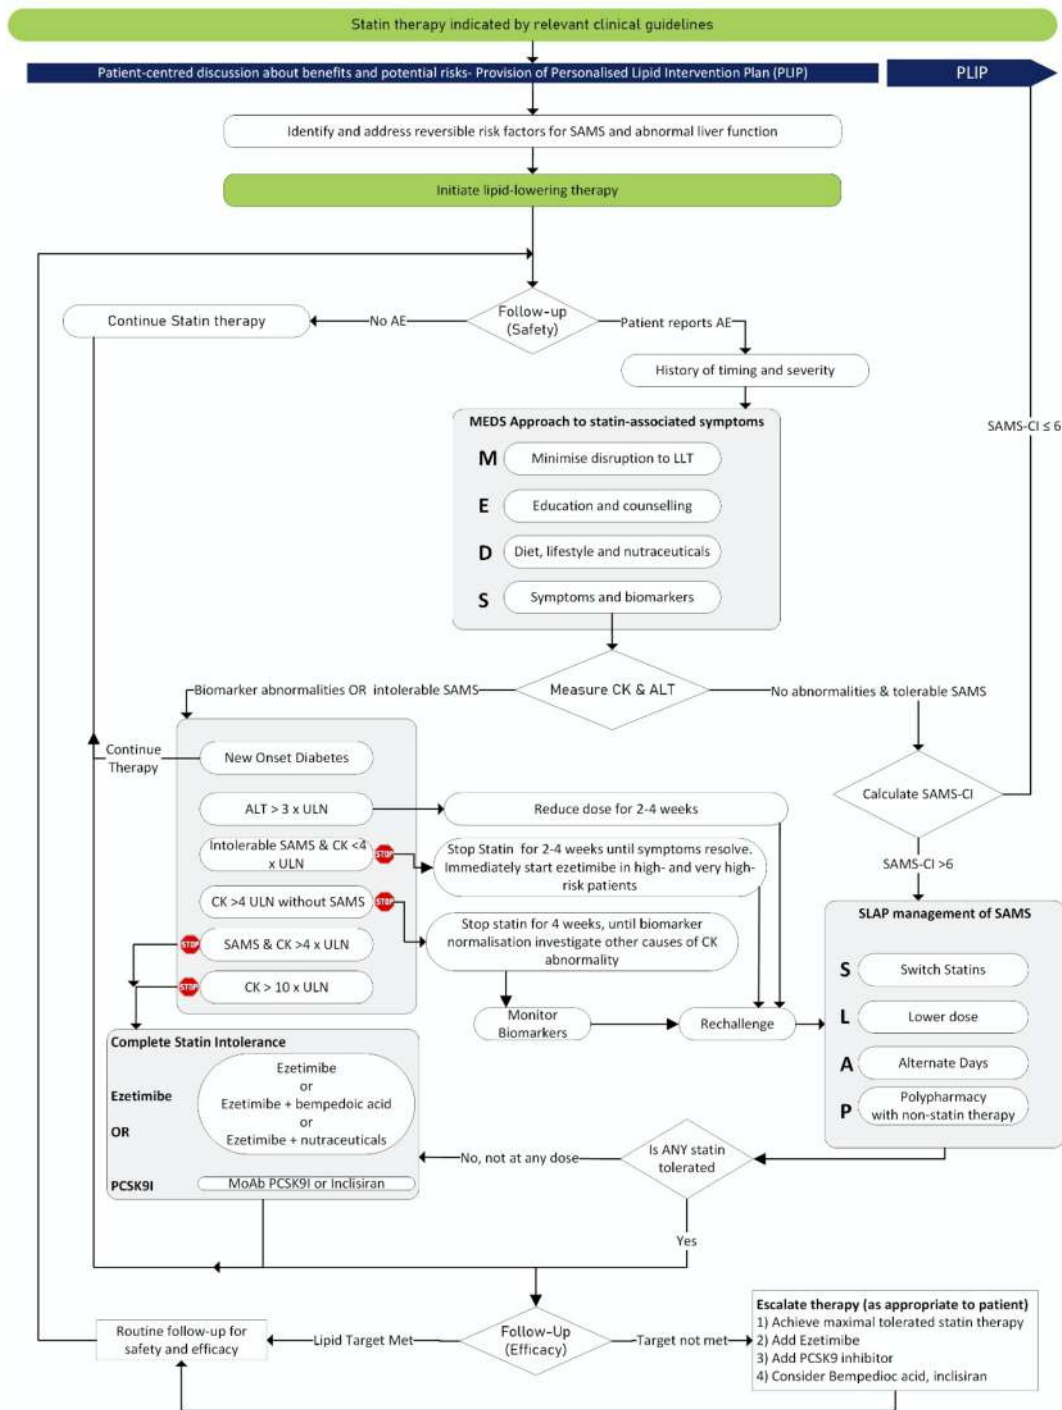 Statin therapy indicated by relevant clinical guidelines
Patient-centred discussion about benefits and potential risks- Provision of Personalised Lipid Intervention Plan (PLIP)
PLIP
Identify and address reversible risk factors for SAMS and abnormal liver function
Initiate lipid-lowering therapy
Continue Statin therapy
No AE
Follow-up
(Safety)
Patient reports AE
History of timing and severity
SAMS-CI ≤ 6
MEDS Approach to statin-associated symptoms
M Minimise disruption to LLT
E Education and counselling
D Diet, lifestyle and nutraceuticals
S Symptoms and biomarkers
Biomarker abnormalities OR intolerable SAMS
Measure CK & ALT
No abnormalities & tolerable SAMS
Continue
Therapy
New Onset Diabetes
Calculate SAMS-CI
ALT > 3 x ULN
Reduce dose for 2-4 weeks
Intolerable SAMS & CK <4
x ULN
STOP
Stop Statin for 2-4 weeks until symptoms resolve.
Immediately start ezetimibe in high- and very high-
risk patients
SAMS-CI >6
CK >4 ULN without SAMS
STOP
Stop statin for 4 weeks, until biomarker
normalisation investigate other causes of CK
abnormality
STOP
SAMS & CK >4 x ULN
STOP
CK > 10 x ULN
Monitor
Biomarkers
Rechallenge
SLAP management of SAMS
S Switch Statins
L Lower dose
A Alternate Days
P Polypharmacy
with non-statin therapy
Complete Statin Intolerance
Ezetimibe
OR
PCSK9I
Ezetimibe
or
Ezetimibe + bempedoic acid
or
Ezetimibe + nutraceuticals
MoAb PCSK9I or Inclisiran
No, not at any dose
Is ANY statin
tolerated
Yes
Routine follow-up for
safety and efficacy
Lipid Target Met
Follow-Up
(Efficacy)
Target not met
Escalate therapy (as appropriate to patient)
1) Achieve maximal tolerated statin therapy
2) Add Ezetimibe
3) Add PCSK9 inhibitor
4) Consider Bempedioc acid, inclisiran